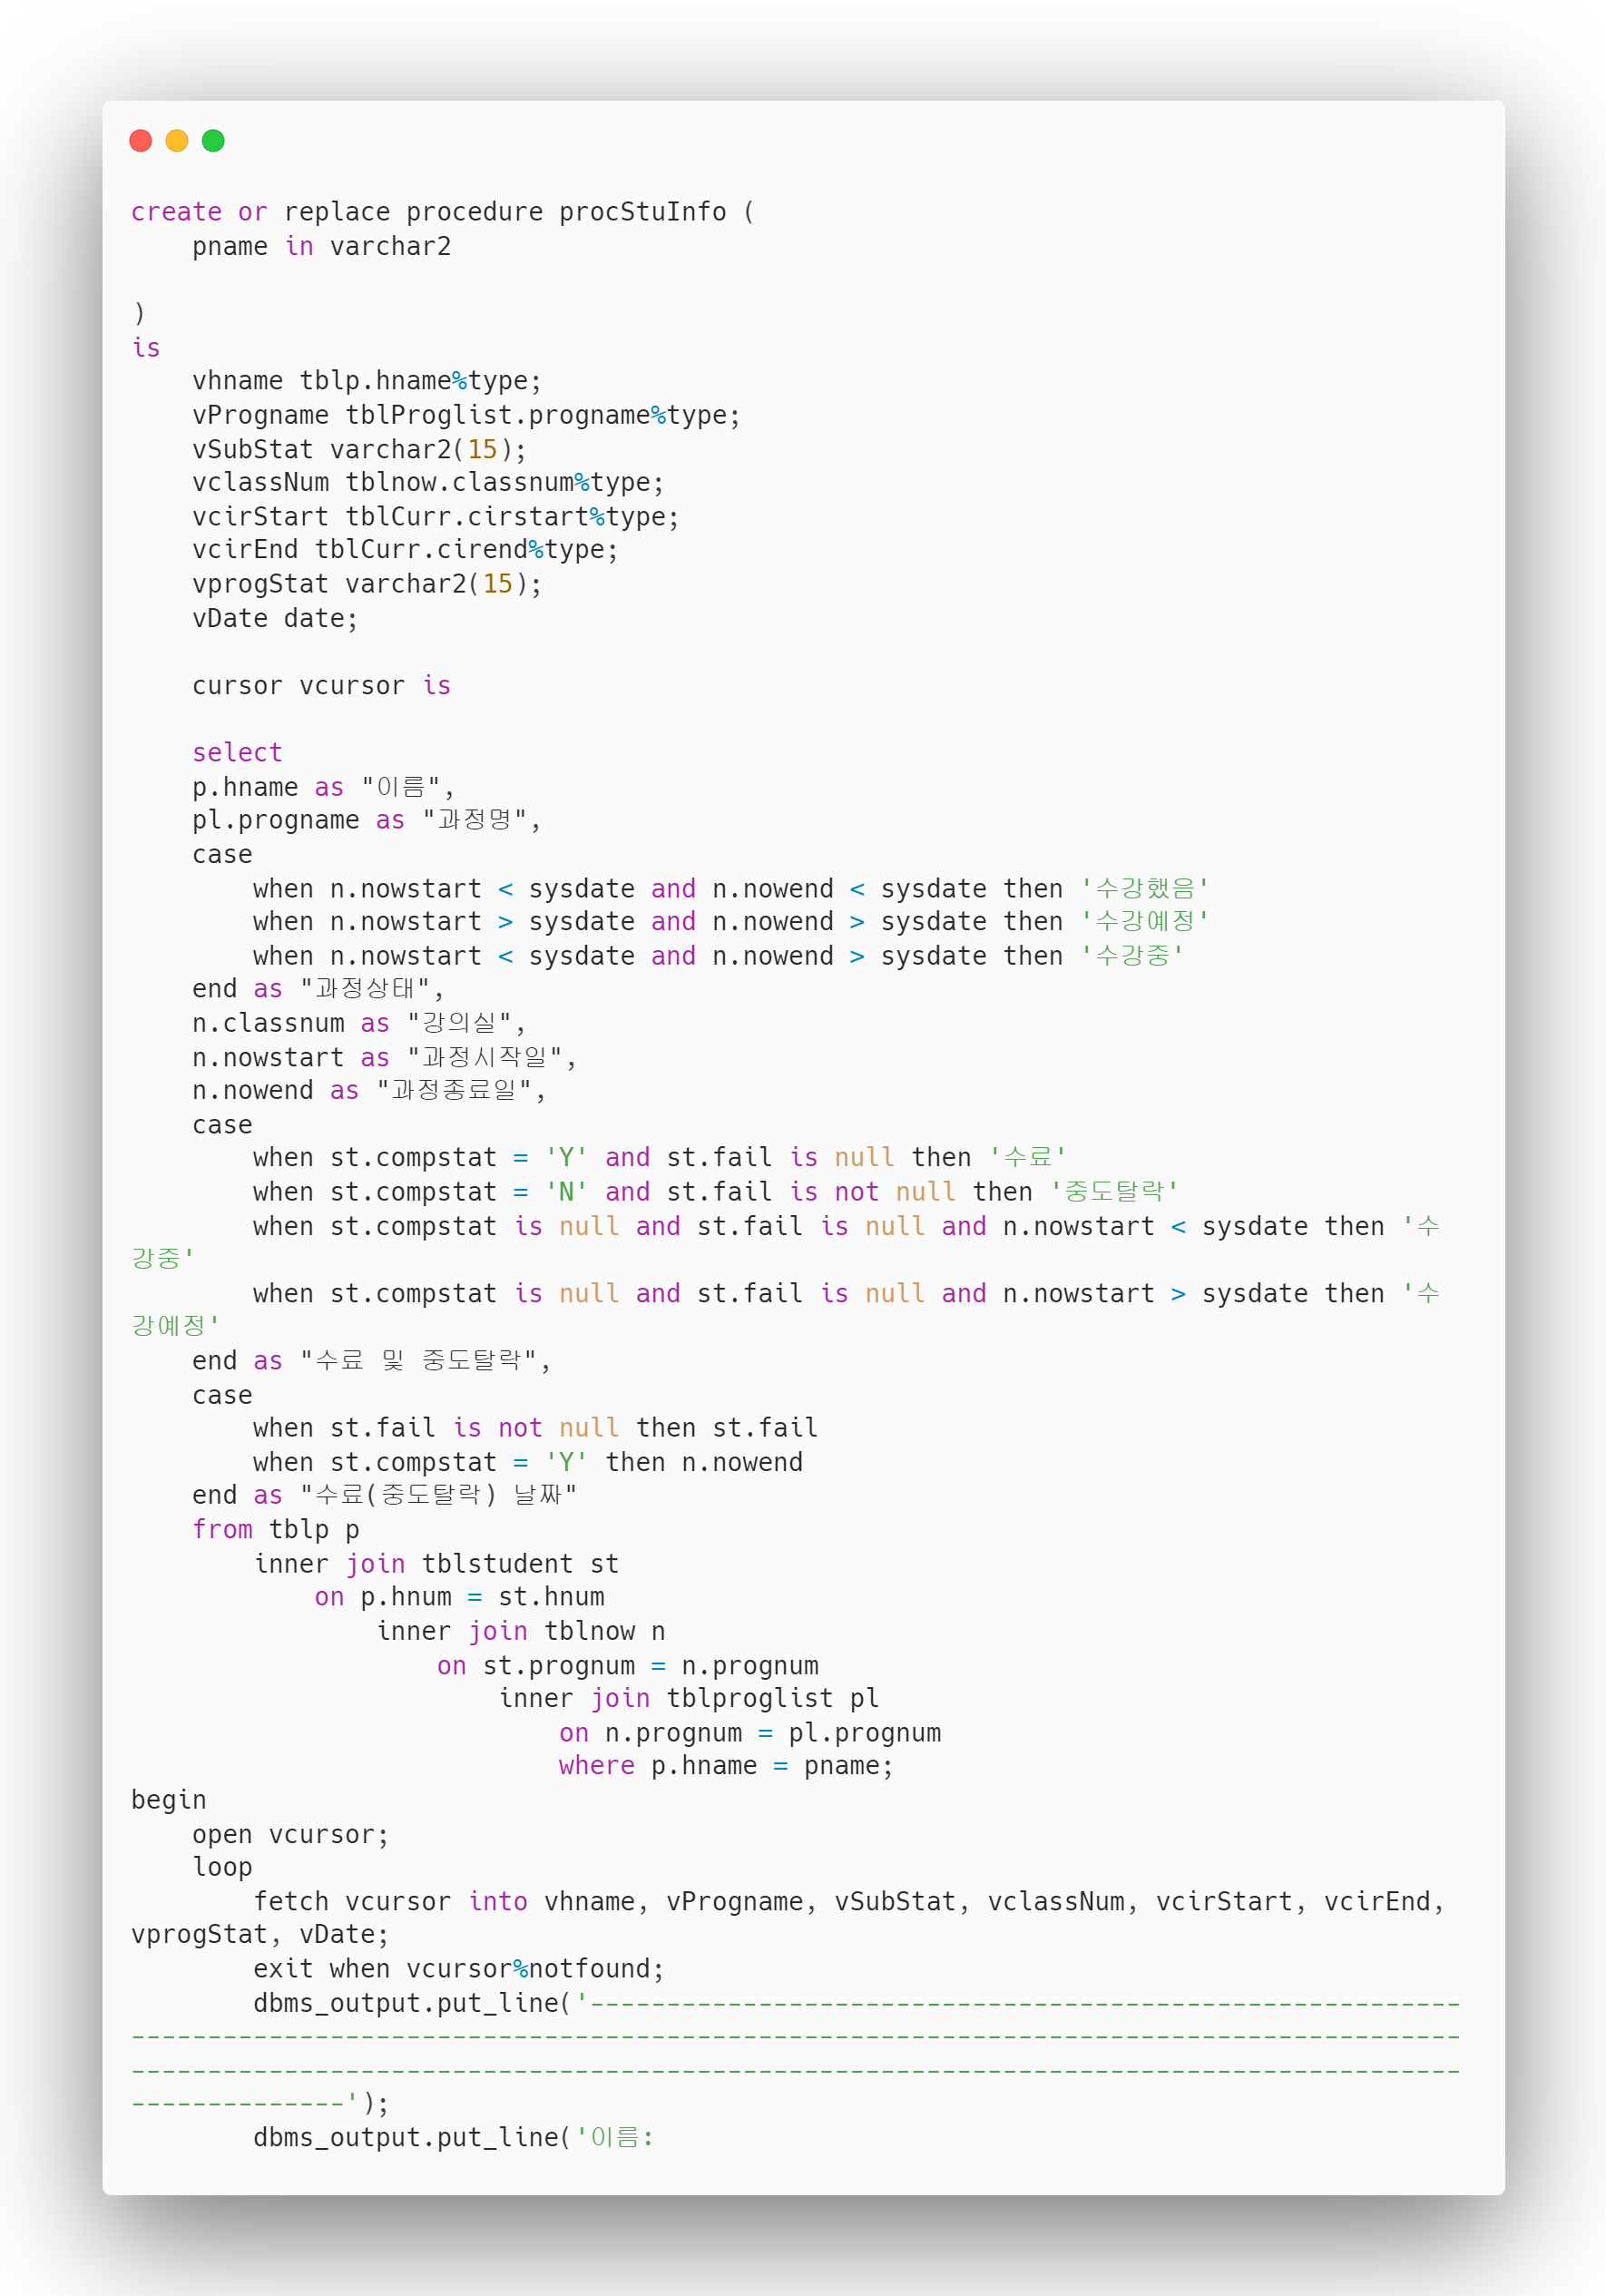 create or replace procedure procStuInfo (
    pname in varchar2

)
is
    vhname tblp.hname%type;
    vProgname tblProglist.progname%type;
    vSubStat varchar2(15);
    vclassNum tblnow.classnum%type;
    vcirStart tblCurr.cirstart%type;
    vcirEnd tblCurr.cirend%type;
    vprogStat varchar2(15);
    vDate date;

    cursor vcursor is

    select
    p.hname as "이름",
    pl.progname as "과정명",
    case
        when n.nowstart < sysdate and n.nowend < sysdate then '수강했음'
        when n.nowstart > sysdate and n.nowend > sysdate then '수강예정'
        when n.nowstart < sysdate and n.nowend > sysdate then '수강중'
    end as "과정상태",
    n.classnum as "강의실",
    n.nowstart as "과정시작일",
    n.nowend as "과정종료일",
    case
        when st.compstat = 'Y' and st.fail is null then '수료'
        when st.compstat = 'N' and st.fail is not null then '중도탈락'
        when st.compstat is null and st.fail is null and n.nowstart < sysdate then '수
강중'
        when st.compstat is null and st.fail is null and n.nowstart > sysdate then '수
강예정'
    end as "수료 및 중도탈락",
    case
        when st.fail is not null then st.fail
        when st.compstat = 'Y' then n.nowend
    end as "수료(중도탈락) 날짜"
    from tblp p
        inner join tblstudent st
            on p.hnum = st.hnum
                inner join tblnow n
                    on st.prognum = n.prognum
                        inner join tblproglist pl
                            on n.prognum = pl.prognum
                            where p.hname = pname;
begin
    open vcursor;
    loop
        fetch vcursor into vhname, vProgname, vSubStat, vclassNum, vcirStart, vcirEnd,
vprogStat, vDate;
        exit when vcursor%notfound;
        dbms_output.put_line('---------------------------------------------------------
---------------------------------------------------------------------------------------
---------------------------------------------------------------------------------------
--------------');
        dbms_output.put_line('이름: